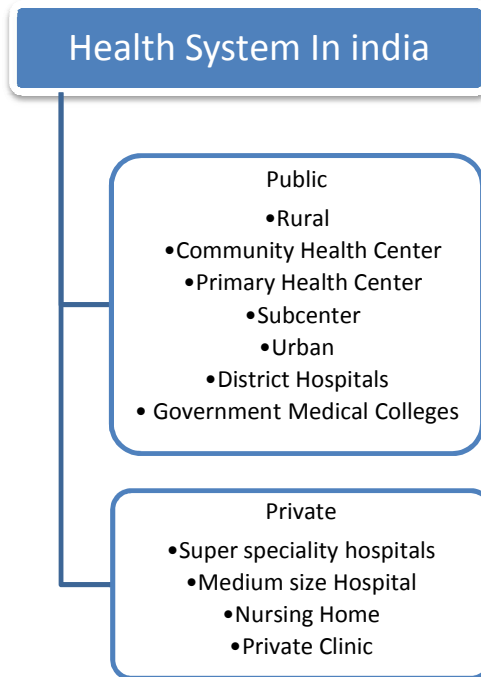 Health System In india
Public
•Rural
•Community Health Center
•Primary Health Center
•Subcenter
•Urban
•District Hospitals
• Government Medical Colleges
Private
•Super speciality hospitals
•Medium size Hospital
•Nursing Home
•Private Clinic